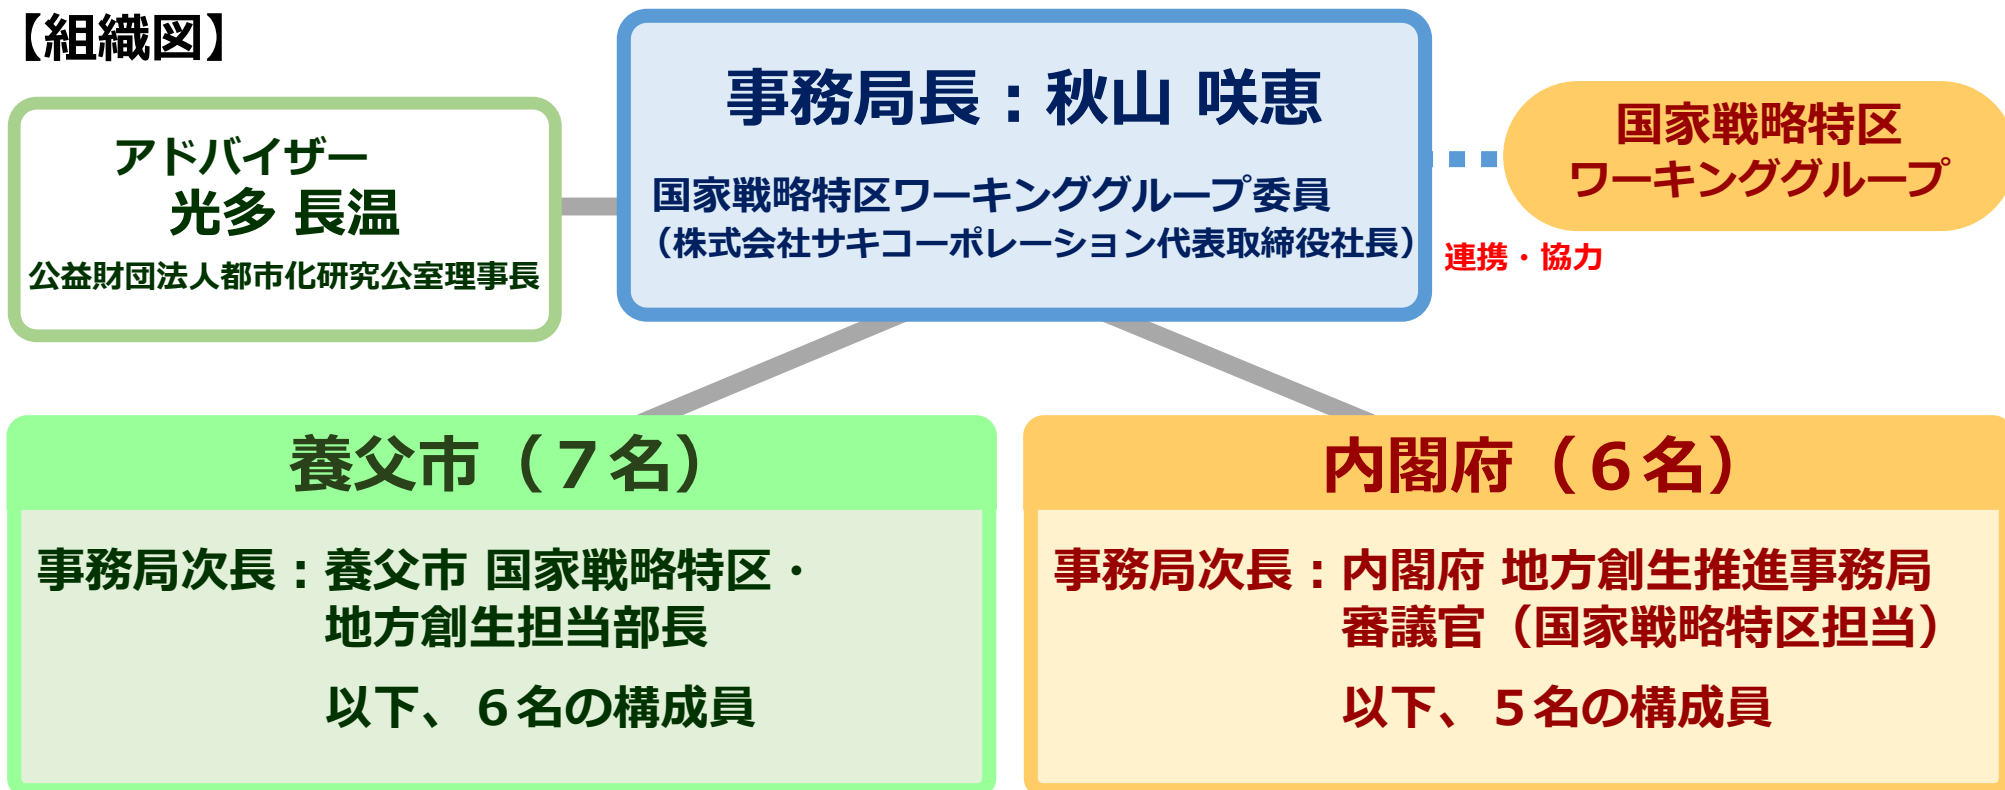 【組織図】
事務局長：秋山 咲恵
国家戦略特区ワーキンググループ委員
（株式会社サキコーポレーション代表取締役社長）
アドバイザー
光多 長温
公益財団法人都市化研究公室理事長
国家戦略特区
ワーキンググループ
連携・協力
養父市（７名）
事務局次長：養父市 国家戦略特区・
地方創生担当部長
以下、６名の構成員
内閣府（６名）
事務局次長：内閣府 地方創生推進事務局
審議官（国家戦略特区担当）
以下、５名の構成員